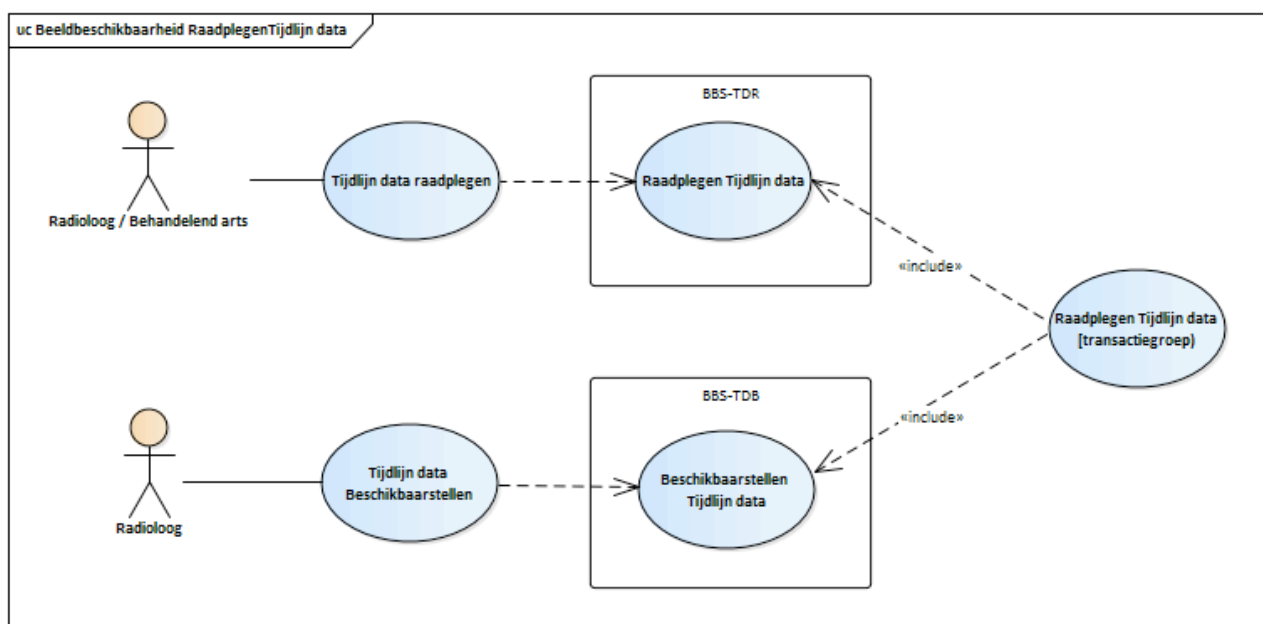 uc Beeldbeschikbaarheid RaadplegenTijdlijn data
BBS-TDR
Tijdlijn data raadplegen
Raadplegen Tijdlijn data
Radioloog / Behandelend arts
«include»
Raadplegen Tijdlijn data
[transactiegroep)
BBS-TDB
«include»
Tijdlijn data
Beschikbaarstellen
Beschikbaarstellen
Tijdlijn data
Radioloog